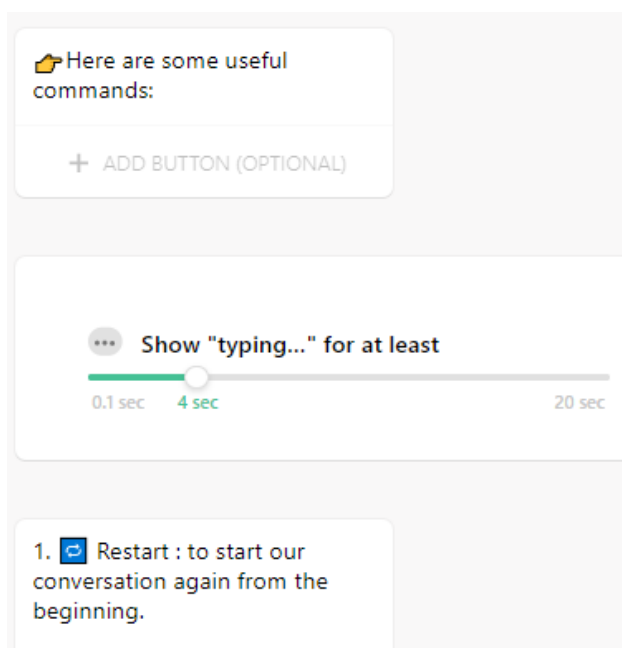 👉Here are some useful
commands:
+ ADD BUTTON (OPTIONAL)
Show "typing..." for at least
0.1 sec 4 sec 20 sec
1. 🔁 Restart : to start our
conversation again from the
beginning.